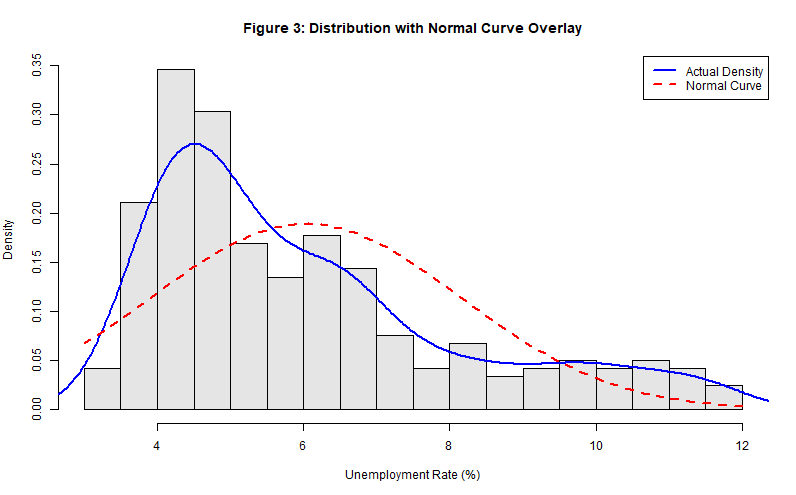 Figure 3: Distribution with Normal Curve Overlay
Actual Density
Normal Curve
0.35
0.30
0.25
0.20
0.15
0.10
0.05
0.00
Density
4 6 8 10 12
Unemployment Rate (%)